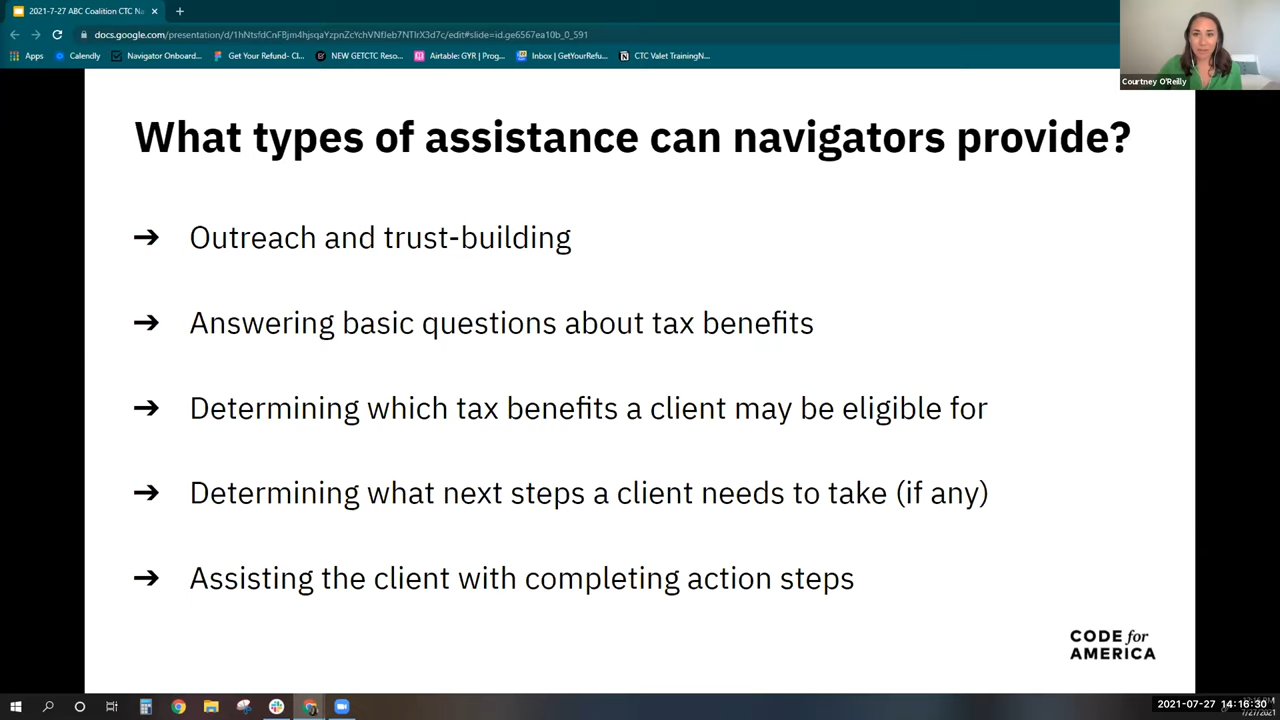 2021-7-27 ABC Coalition CTC Na
docs.google.com/presentation/d/1hNtsfdCnFBjm4hjsqaYzpnZcYchVNfJeb7NTlrX3d7c/edit#slide=id.ge6567ea10b_0_591
Apps Calendly Navigator Onboard... Get Your Refund- Cl... NEW GETCTC Reso... Airtable: GYR | Prog... Inbox | GetYourRefu... CTC Valet TrainingN...
Courtney O'Reilly
What types of assistance can navigators provide?
➔ Outreach and trust-building
➔ Answering basic questions about tax benefits
➔ Determining which tax benefits a client may be eligible for
➔ Determining what next steps a client needs to take (if any)
➔ Assisting the client with completing action steps
CODE for
AMERICA
2021-07-27 14:16:30